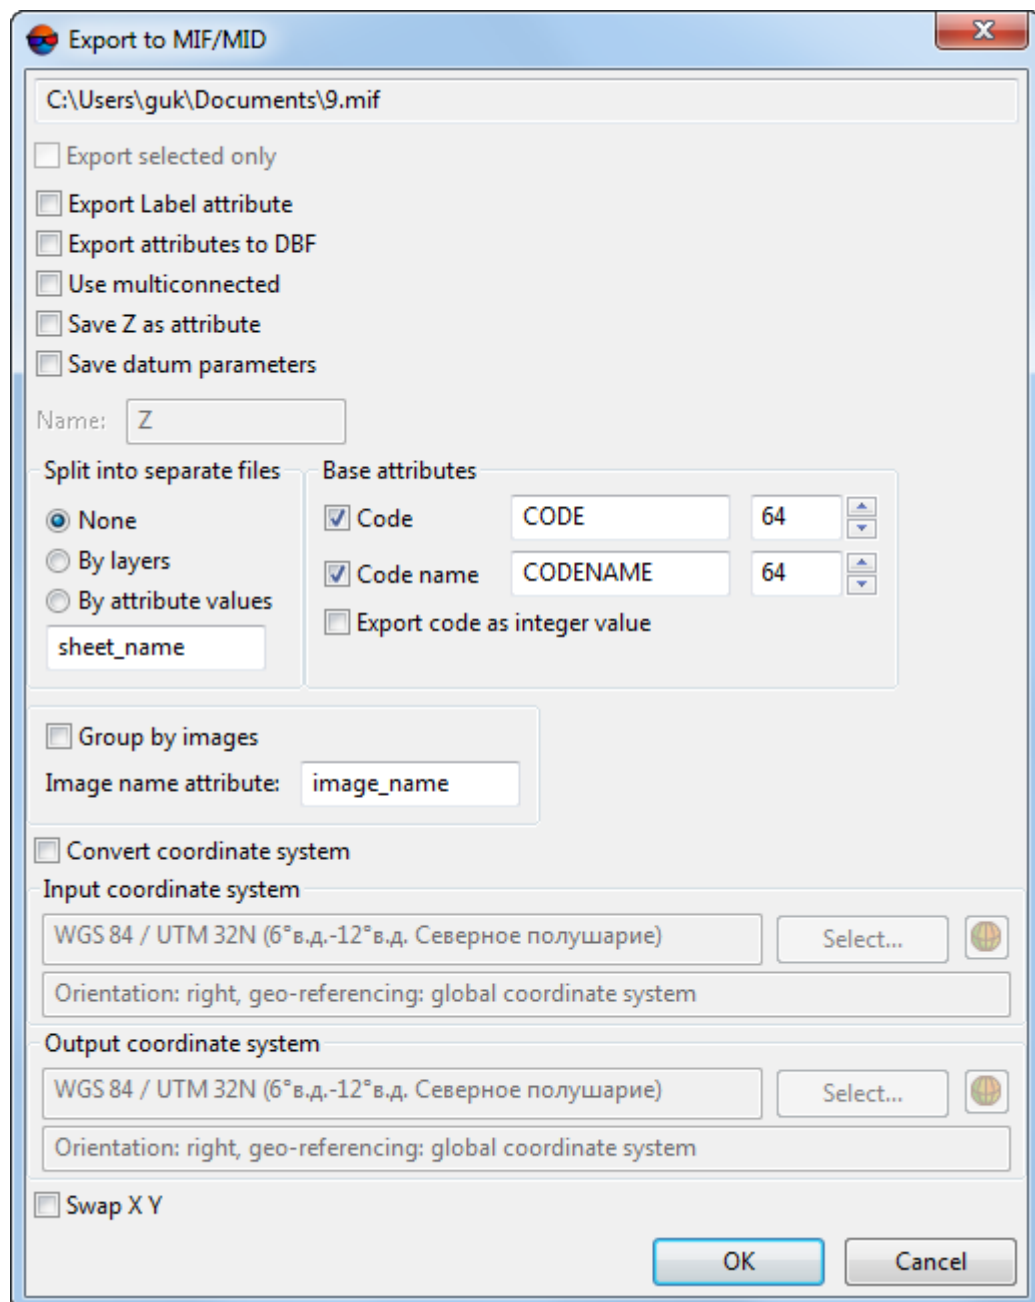 Export to MIF/MID
C:\Users\guk\Documents\9.mif
Export selected only
Export Label attribute
Export attributes to DBF
Use multiconnected
Save Z as attribute
Save datum parameters
Name: Z
Split into separate files
None
By layers
By attribute values
sheet_name
Base attributes
Code CODE 64
Code name CODENAME 64
Export code as integer value
Group by images
Image name attribute: image_name
Convert coordinate system
Input coordinate system
WGS 84 / UTM 32N (6°в.д.-12°в.д. Северное полушарие) Select...
Orientation: right, geo-referencing: global coordinate system
Output coordinate system
WGS 84 / UTM 32N (6°в.д.-12°в.д. Северное полушарие) Select...
Orientation: right, geo-referencing: global coordinate system
Swap X Y
OK Cancel